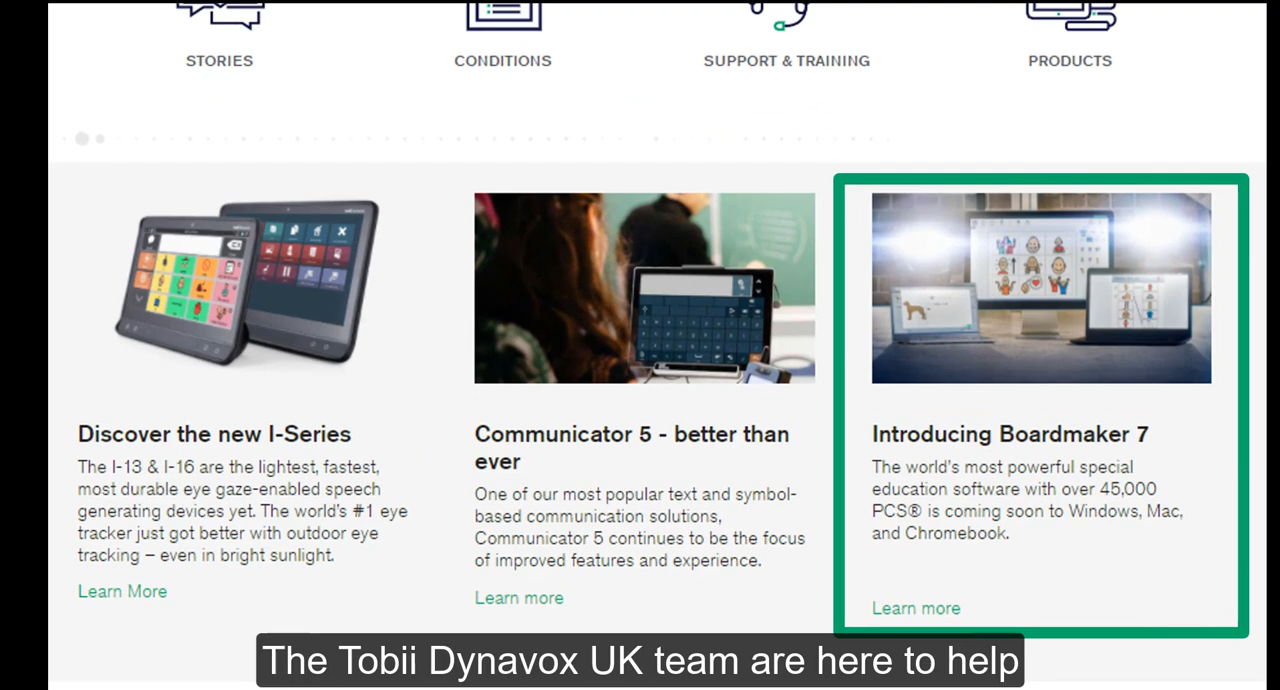 STORIES
CONDITIONS
SUPPORT & TRAINING
PRODUCTS
Discover the new I-Series
The I-13 & I-16 are the lightest, fastest,
most durable eye gaze-enabled speech
generating devices yet. The world's #1 eye
tracker just got better with outdoor eye
tracking – even in bright sunlight.
Learn More
Communicator 5 - better than
ever
One of our most popular text and symbol-
based communication solutions,
Communicator 5 continues to be the focus
of improved features and experience.
Learn more
Introducing Boardmaker 7
The world's most powerful special
education software with over 45,000
PCS® is coming soon to Windows, Mac,
and Chromebook.
Learn more
The Tobii Dynavox UK team are here to help